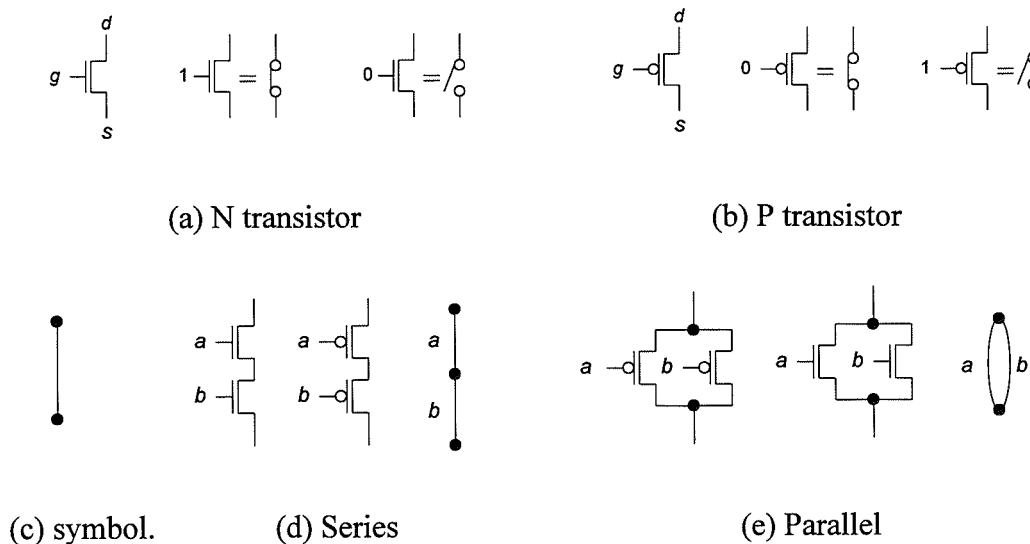 d
d
g
1
=
0
=
g
0
=
1
=
s
s
(a) N transistor
(b) P transistor
a
a
a
b
b
b
a
b
a
b
a
b
(c) symbol.
(d) Series
(e) Parallel